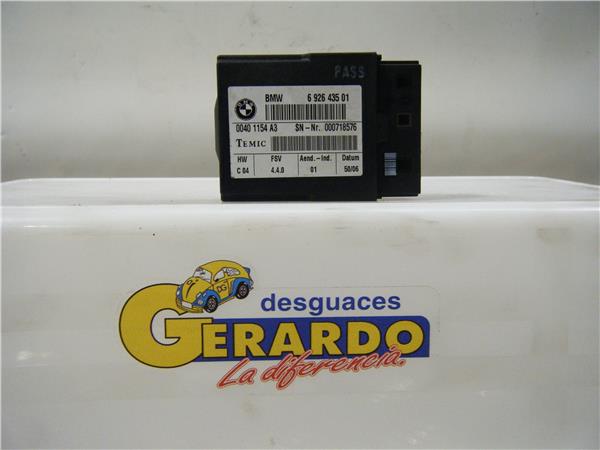 PASS
BMW 6 926 435 01
0040 1154 A3 SN-Nr. 000718576
TEMIC
HW FSV Aend.-Ind. Datum
C 04 4.4.0 01 50/06
DG
desguaces
GERARDO
La diferencia.